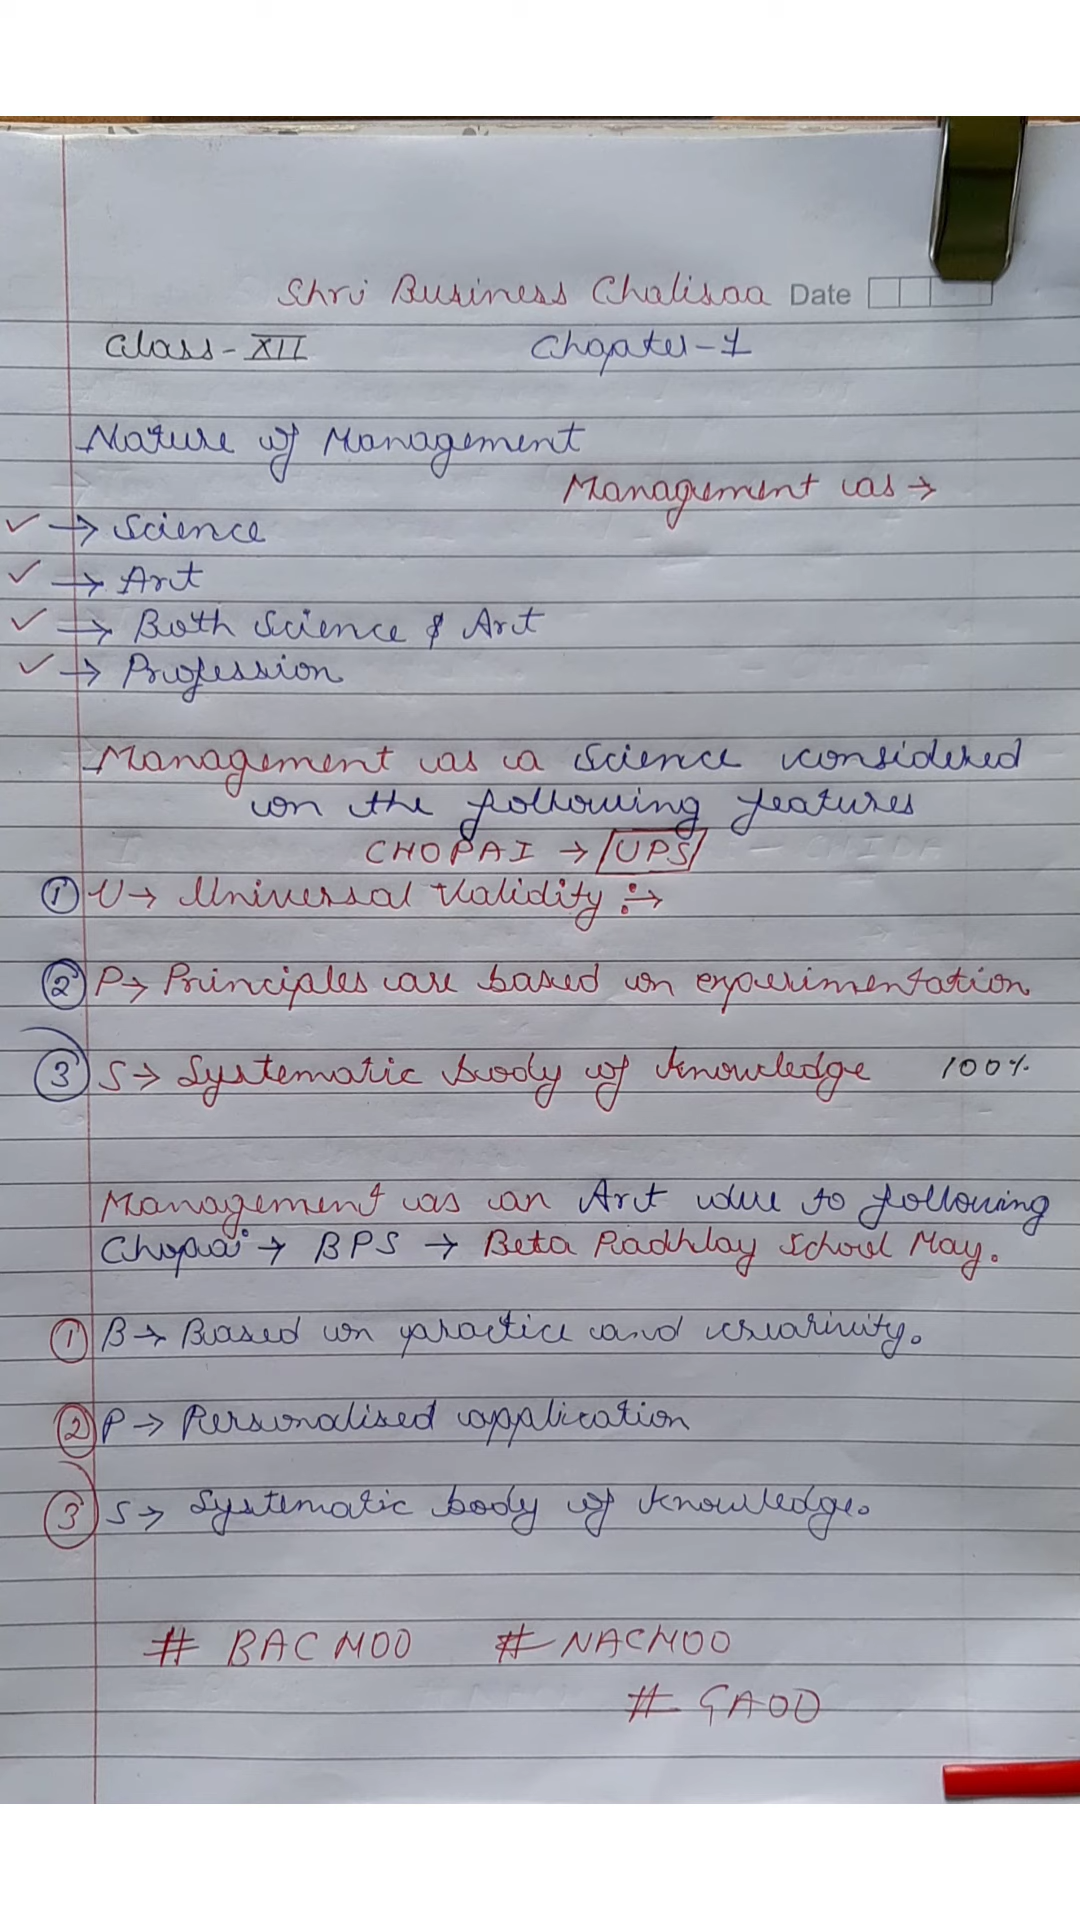 Shri Business Chalisaa Date
Class - XII Chapter - 1
Nature of Management
Management as →
✓ → Science
✓ → Art
✓ → Both Science & Art
✓ → Profession
Management as a Science considered
on the following features
CHOPAI → UPS
① U → Universal Validity :→
② P → Principles are based on experimentation
③ S → Systematic body of knowledge 100%
Management as an Art due to following
Chopai → BPS → Beta Padhlay School May.
① B → Based on practice and creativity.
② P → Personalised application
③ S → Systematic body of knowledge.
# BACMOO # NACMOO
# GAOD